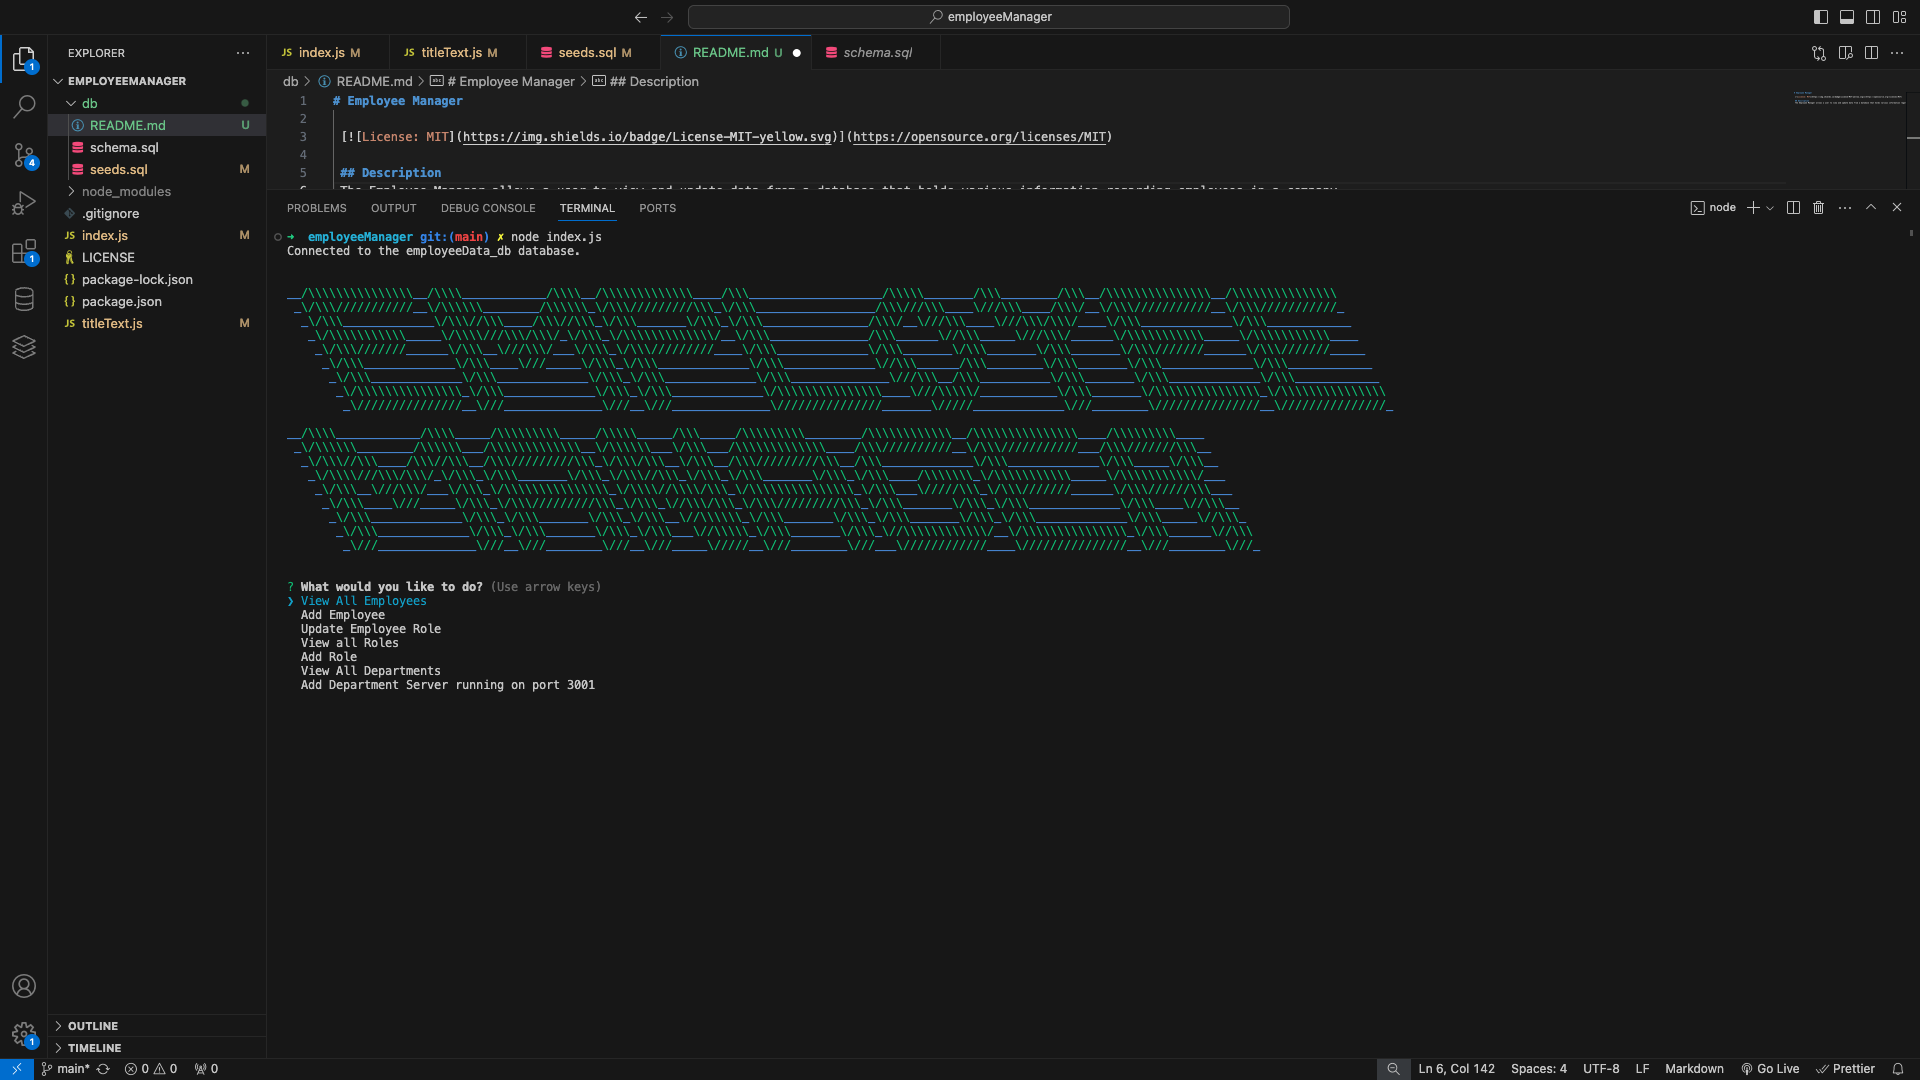 employeeManager
EXPLORER
index.js M
titleText.js M
seeds.sql M
README.md U
schema.sql
EMPLOYEEMANAGER
db > README.md > # Employee Manager > ## Description
db
README.md U
schema.sql
seeds.sql M
node_modules
.gitignore
index.js M
LICENSE
package-lock.json
package.json
titleText.js M
1 # Employee Manager
2
3 [![License: MIT](https://img.shields.io/badge/License-MIT-yellow.svg)](https://opensource.org/licenses/MIT)
4
5 ## Description
PROBLEMS OUTPUT DEBUG CONSOLE TERMINAL PORTS
node
➜ employeeManager git:(main) ✗ node index.js
Connected to the employeeData_db database.
EMPLOYEE
MANAGER
? What would you like to do? (Use arrow keys)
❯ View All Employees
Add Employee
Update Employee Role
View all Roles
Add Role
View All Departments
Add Department Server running on port 3001
OUTLINE
TIMELINE
1
4
1
1
main* 0 0 0
Ln 6, Col 142 Spaces: 4 UTF-8 LF Markdown Go Live Prettier